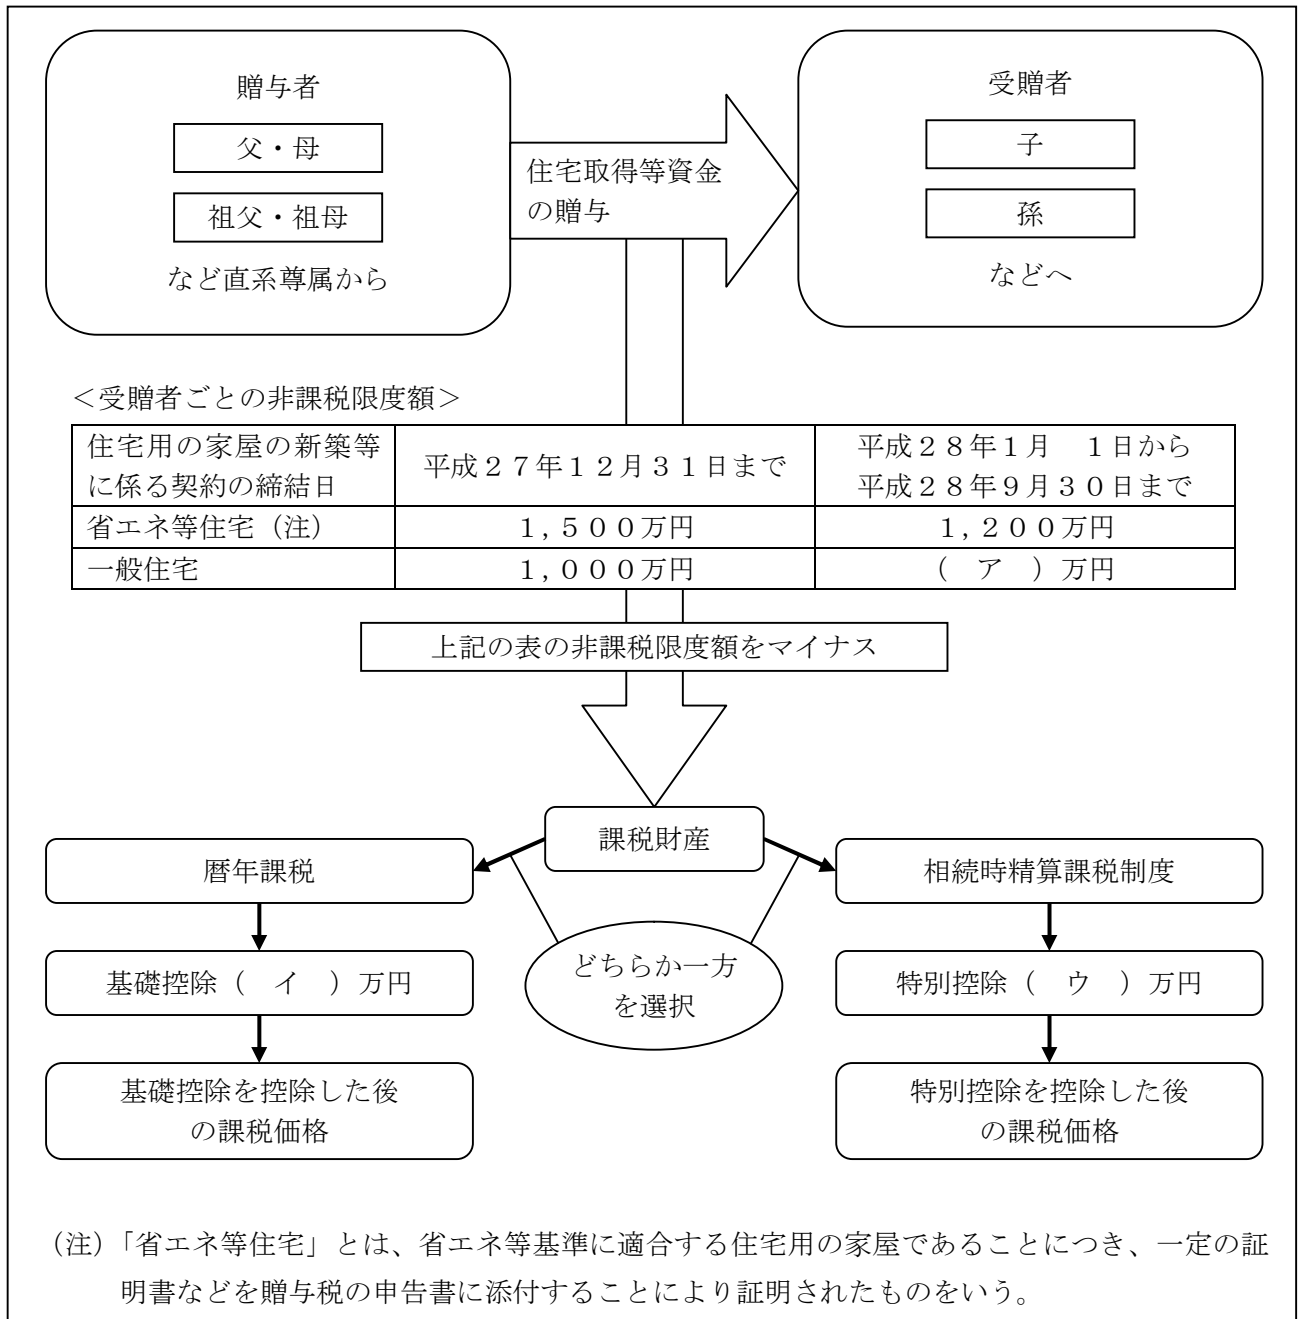 贈与者
父・母
祖父・祖母
など直系尊属から
住宅取得等資金
の贈与
受贈者
子
孫
などへ
＜受贈者ごとの非課税限度額＞
住宅用の家屋の新築等
に係る契約の締結日
平成２７年１２月３１日まで
平成２８年１月　１日から
平成２８年９月３０日まで
省エネ等住宅（注）
１,５００万円
１,２００万円
一般住宅
１,０００万円
（　ア　）万円
上記の表の非課税限度額をマイナス
課税財産
暦年課税
相続時精算課税制度
どちらか一方
を選択
基礎控除（　イ　）万円
特別控除（　ウ　）万円
基礎控除を控除した後
の課税価格
特別控除を控除した後
の課税価格
（注）「省エネ等住宅」とは、省エネ等基準に適合する住宅用の家屋であることにつき、一定の証
明書などを贈与税の申告書に添付することにより証明されたものをいう。